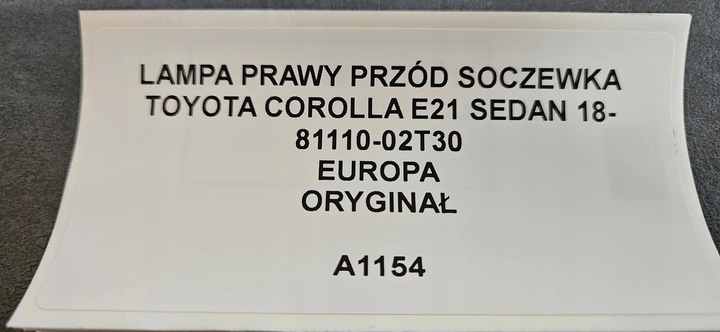 LAMPA PRAWY PRZÓD SOCZEWKA
TOYOTA COROLLA E21 SEDAN 18-
81110-02T30
EUROPA
ORYGINAŁ
A1154